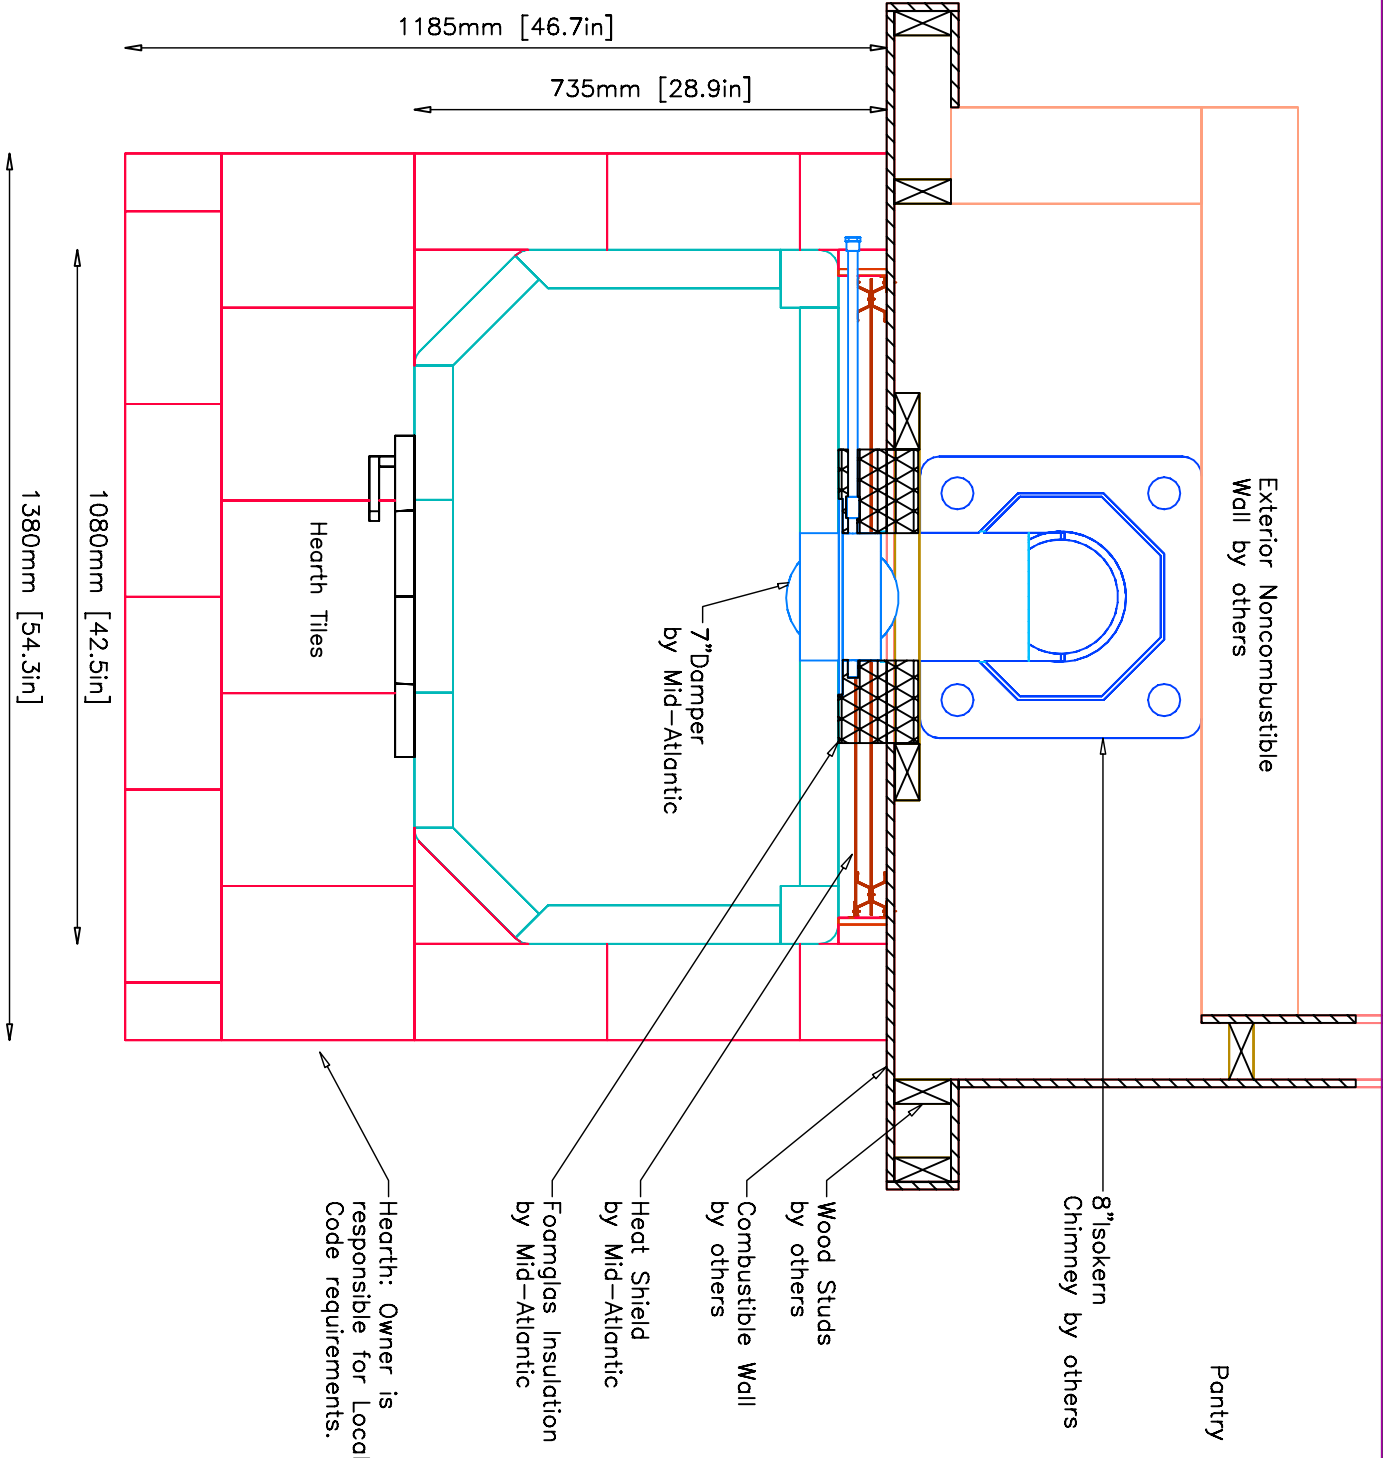 1185mm [46.7in]
735mm [28.9in]
Pantry
Exterior Noncombustible
Wall by others
8"Isokern
Chimney by others
Wood Studs
by others
Combustible Wall
by others
7"Damper
by Mid-Atlantic
Heat Shield
by Mid-Atlantic
Foamglas Insulation
by Mid-Atlantic
Hearth: Owner is
responsible for Local
Code requirements.
Hearth Tiles
1080mm [42.5in]
1380mm [54.3in]